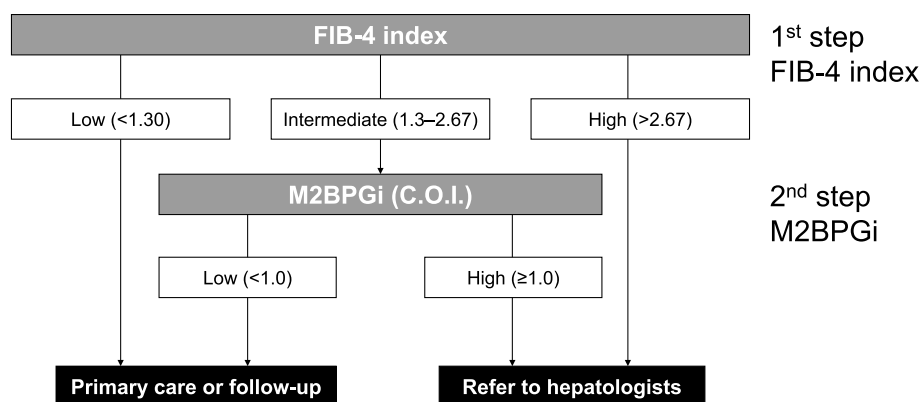 FIB-4 index
1st step
FIB-4 index
Low (<1.30)
Intermediate (1.3–2.67)
High (>2.67)
M2BPGi (C.O.I.)
2nd step
M2BPGi
Low (<1.0)
High (≥1.0)
Primary care or follow-up
Refer to hepatologists